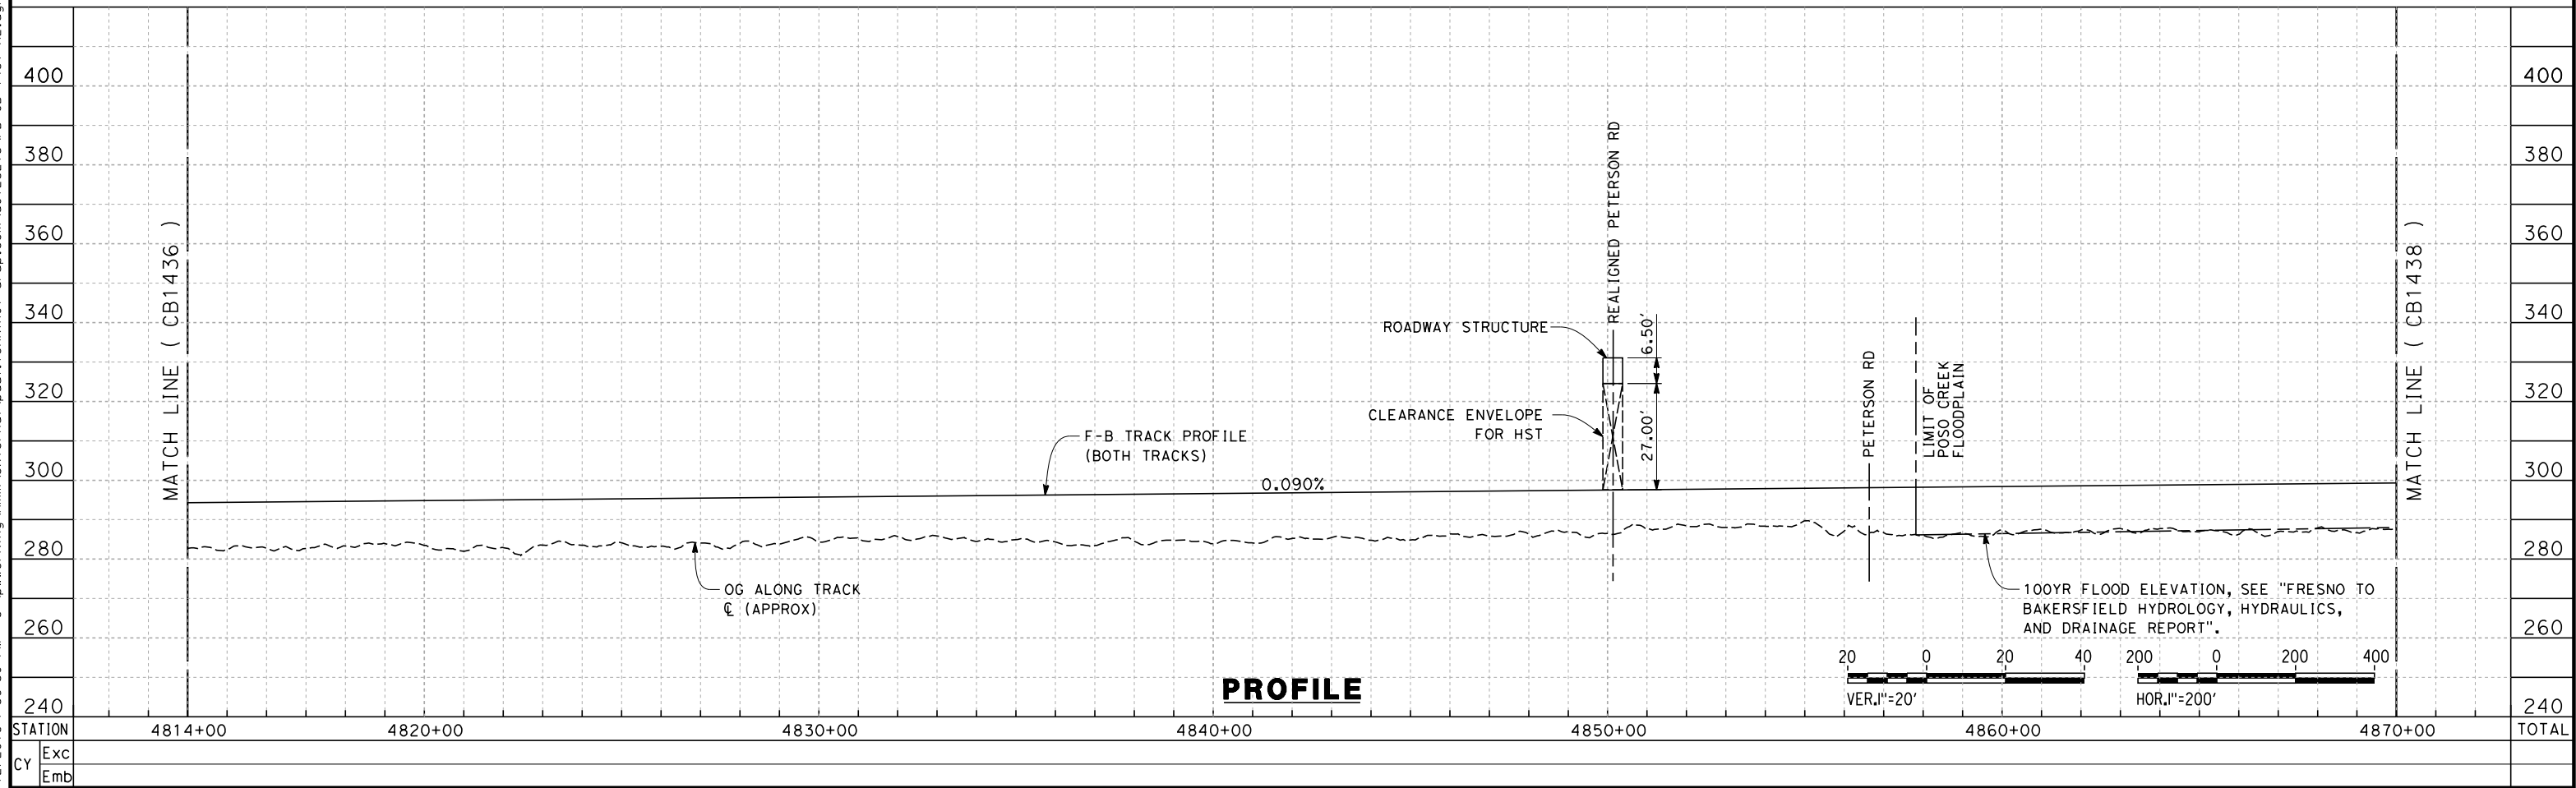 400
380
360
340
320
300
280
260
240
400
380
360
340
320
300
280
260
240
MATCH LINE ( CB1436 )
MATCH LINE ( CB1438 )
REALIGNED PETERSON RD
ROADWAY STRUCTURE
6.50'
CLEARANCE ENVELOPE
FOR HST
27.00'
PETERSON RD
LIMIT OF
POSO CREEK
FLOODPLAIN
F-B TRACK PROFILE
(BOTH TRACKS)
0.090%
OG ALONG TRACK
℄ (APPROX)
100YR FLOOD ELEVATION, SEE "FRESNO TO
BAKERSFIELD HYDROLOGY, HYDRAULICS,
AND DRAINAGE REPORT".
20 0 20 40
VER.1"=20'
200 0 200 400
HOR.1"=200'
PROFILE
STATION 4814+00 4820+00 4830+00 4840+00 4850+00 4860+00 4870+00 TOTAL
CY
Exc
Emb